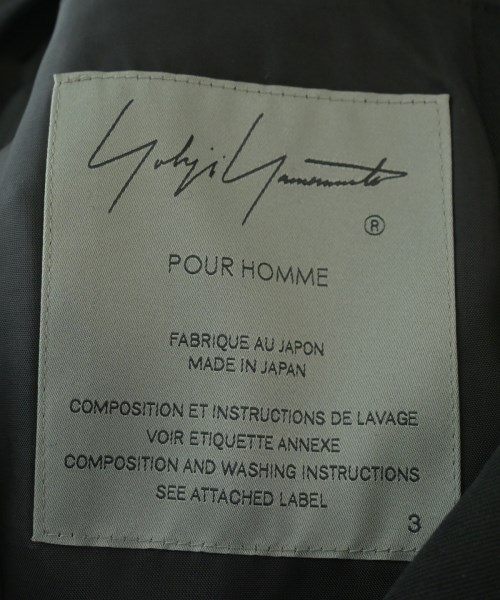 Yohji Yamamoto
®
POUR HOMME
FABRIQUE AU JAPON
MADE IN JAPAN
COMPOSITION ET INSTRUCTIONS DE LAVAGE
VOIR ETIQUETTE ANNEXE
COMPOSITION AND WASHING INSTRUCTIONS
SEE ATTACHED LABEL
3